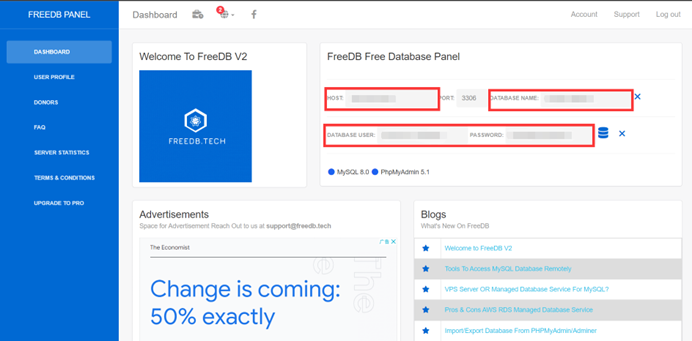 FREEDB PANEL
Dashboard
2
Account
Support
Log out
DASHBOARD
USER PROFILE
DONORS
FAQ
SERVER STATISTICS
TERMS & CONDITIONS
UPGRADE TO PRO
Welcome To FreeDB V2
FREEDB.TECH
FreeDB Free Database Panel
HOST:
PORT: 3306
DATABASE NAME:
DATABASE USER:
PASSWORD:
MySQL 8.0
PhpMyAdmin 5.1
Advertisements
Space for Advertisement Reach Out to us at support@freedb.tech
The Economist
Change is coming:
50% exactly
The
e
Blogs
What's New On FreeDB
Welcome to FreeDB V2
Tools To Access MySQL Database Remotely
VPS Server OR Managed Database Service For MySQL?
Pros & Cons AWS RDS Managed Database Service
Import/Export Database From PHPMyAdmin/Adminer